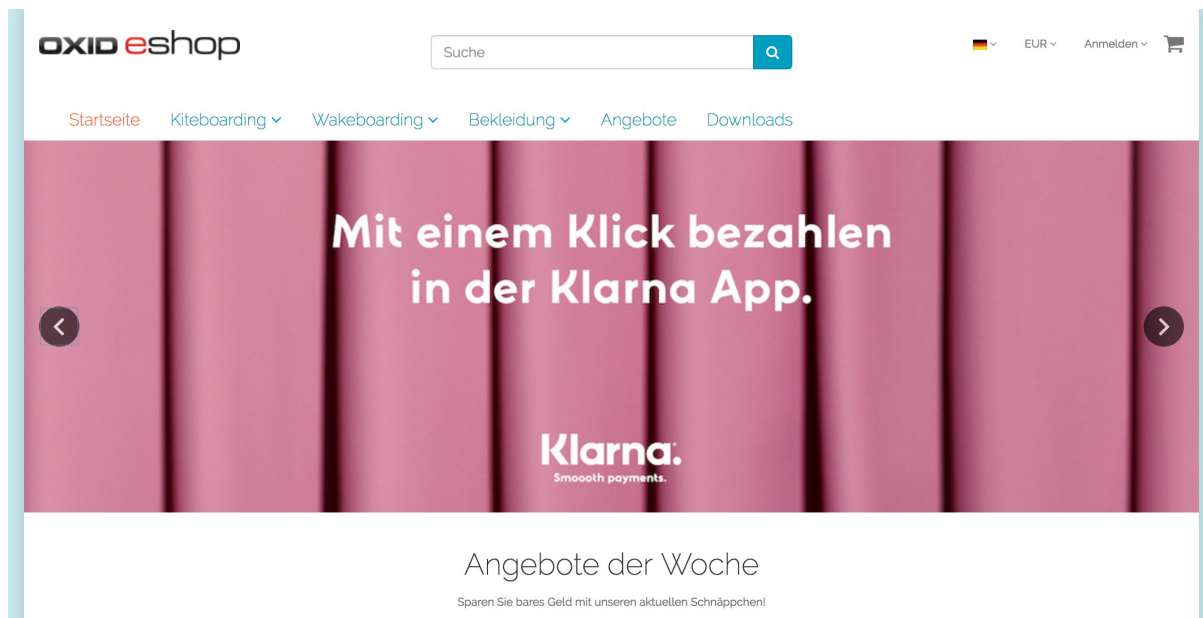 OXID eshop
Suche
EUR
Anmelden
Startseite
Kiteboarding
Wakeboarding
Bekleidung
Angebote
Downloads
Mit einem Klick bezahlen
in der Klarna App.
Klarna.
Smoooth payments.
Angebote der Woche
Sparen Sie bares Geld mit unseren aktuellen Schnäppchen!